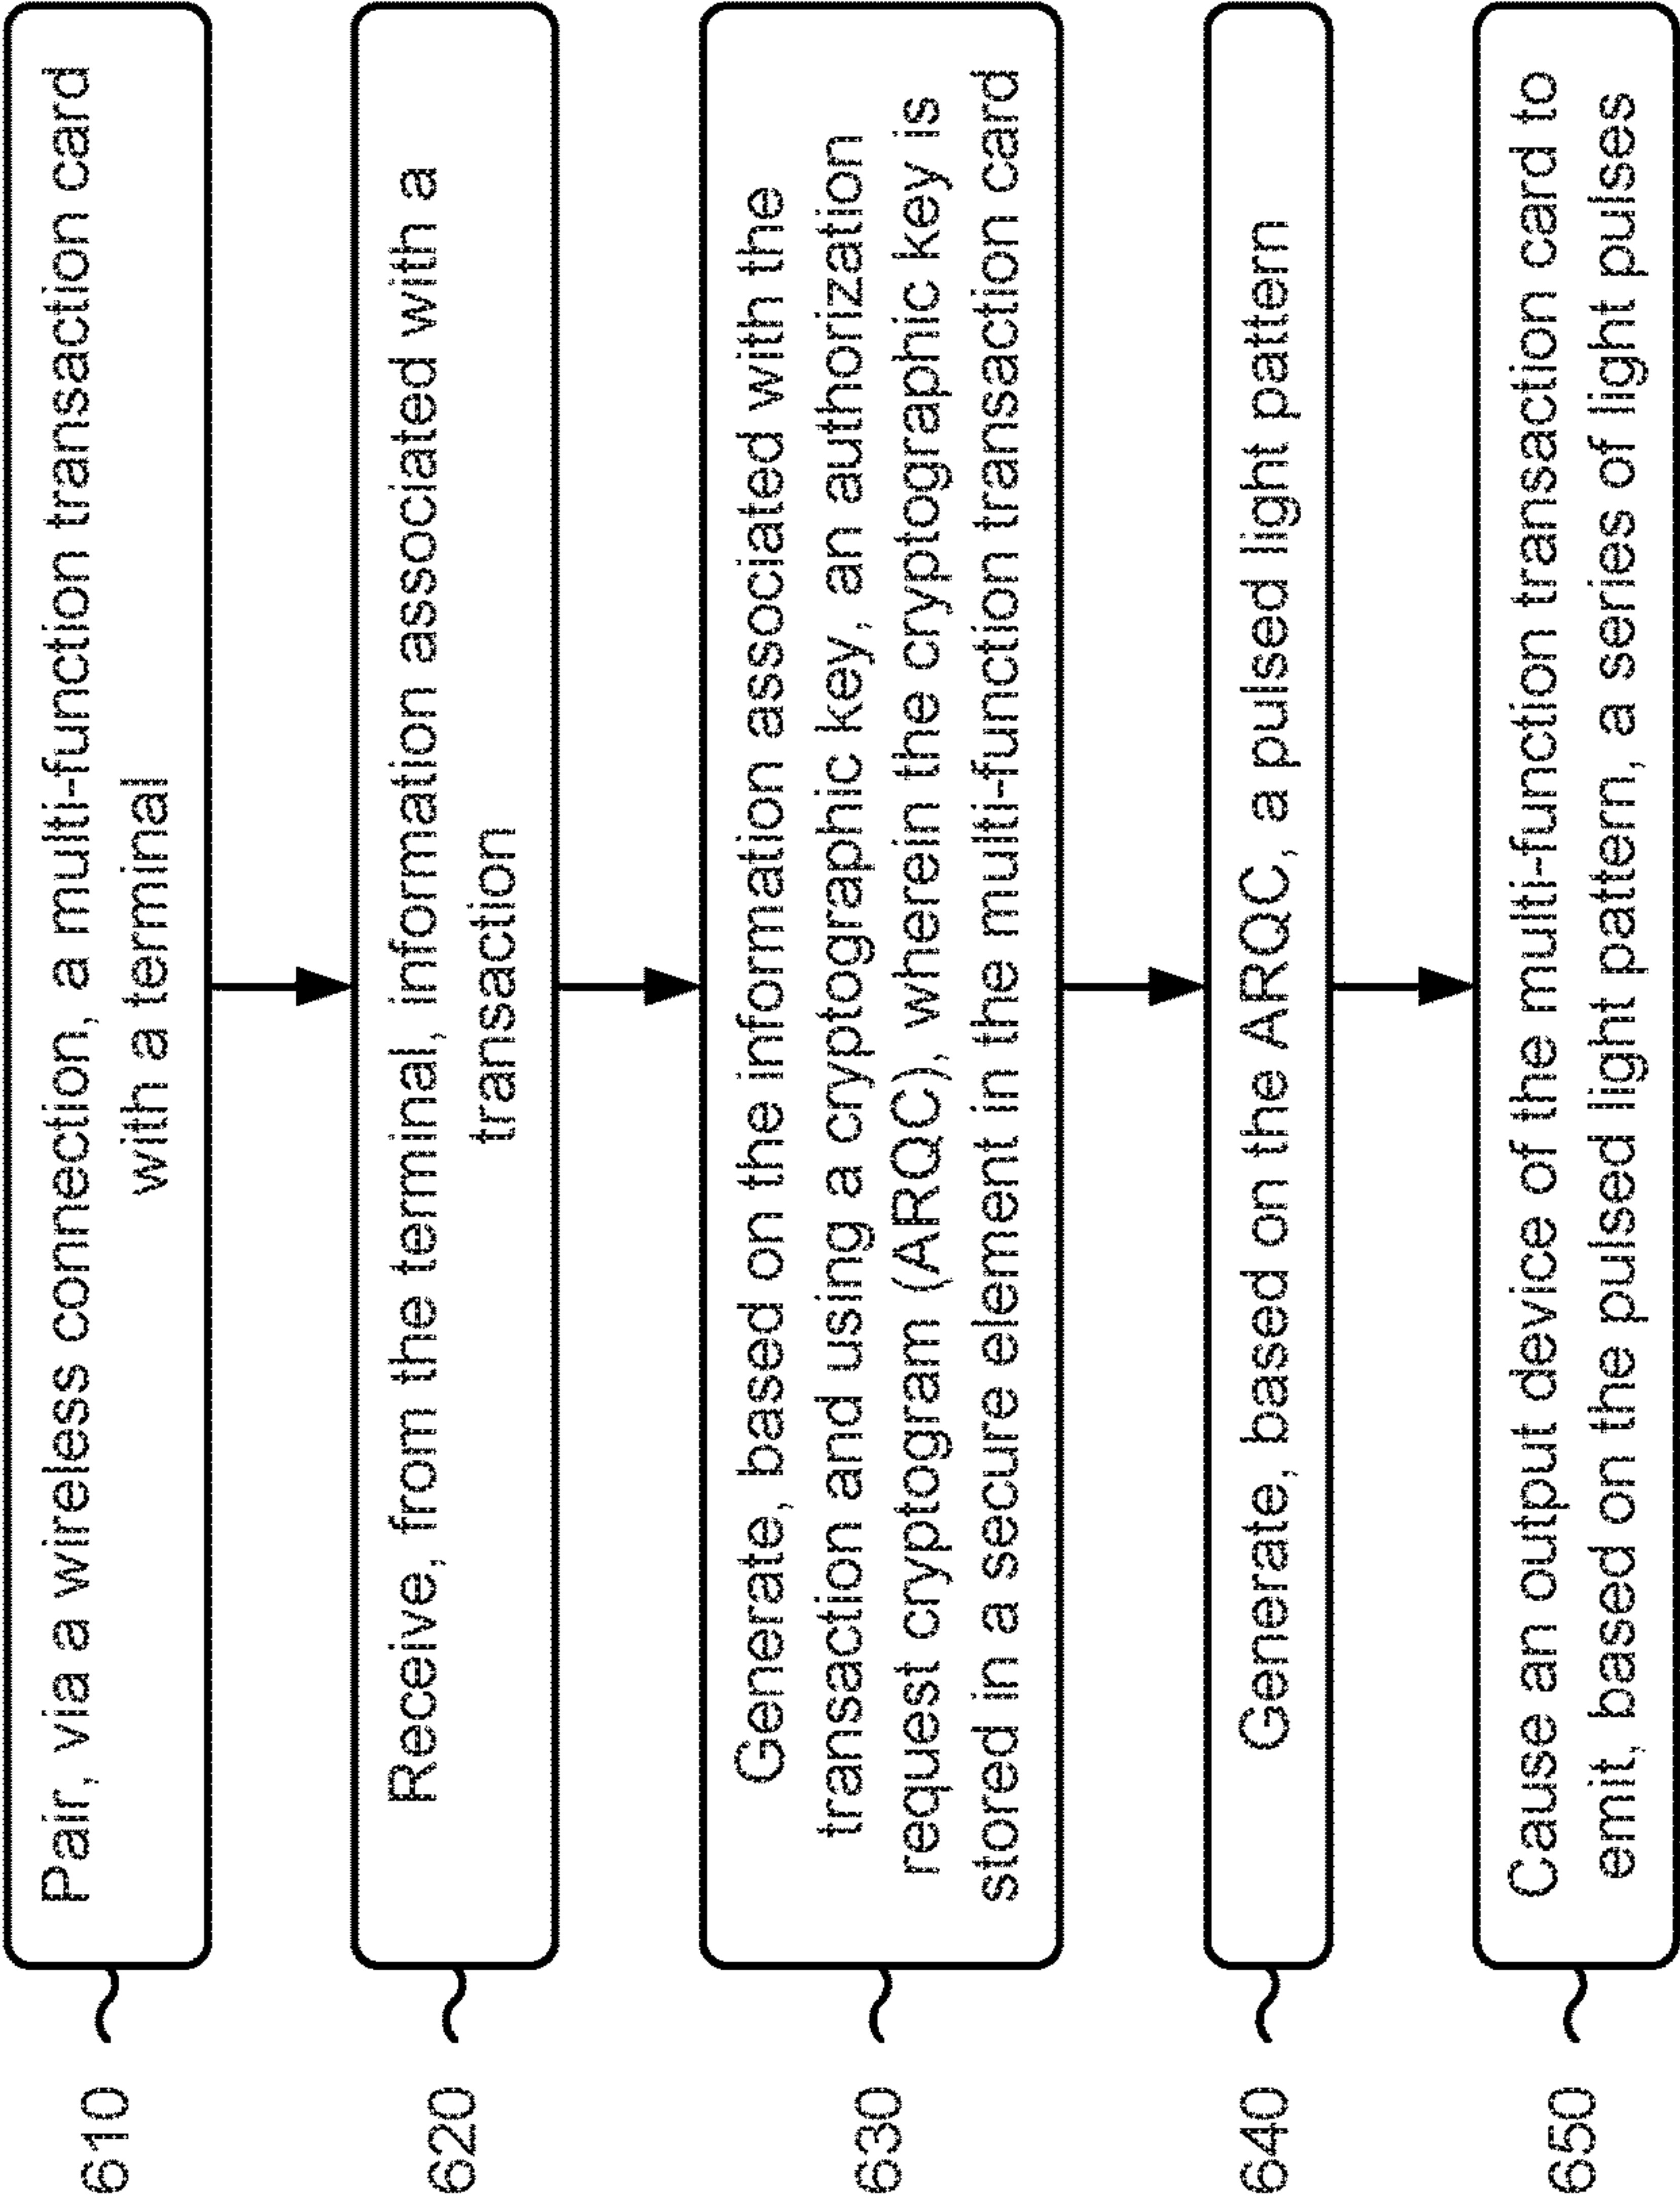 610
Pair, via a wireless connection, a multi-function transaction card
with a terminal
620
Receive, from the terminal, information associated with a
transaction
630
Generate, based on the information associated with the
transaction and using a cryptographic key, an authorization
request cryptogram (ARQC), wherein the cryptographic key is
stored in a secure element in the multi-function transaction card
640
Generate, based on the ARQC, a pulsed light pattern
650
Cause an output device of the multi-function transaction card to
emit, based on the pulsed light pattern, a series of light pulses